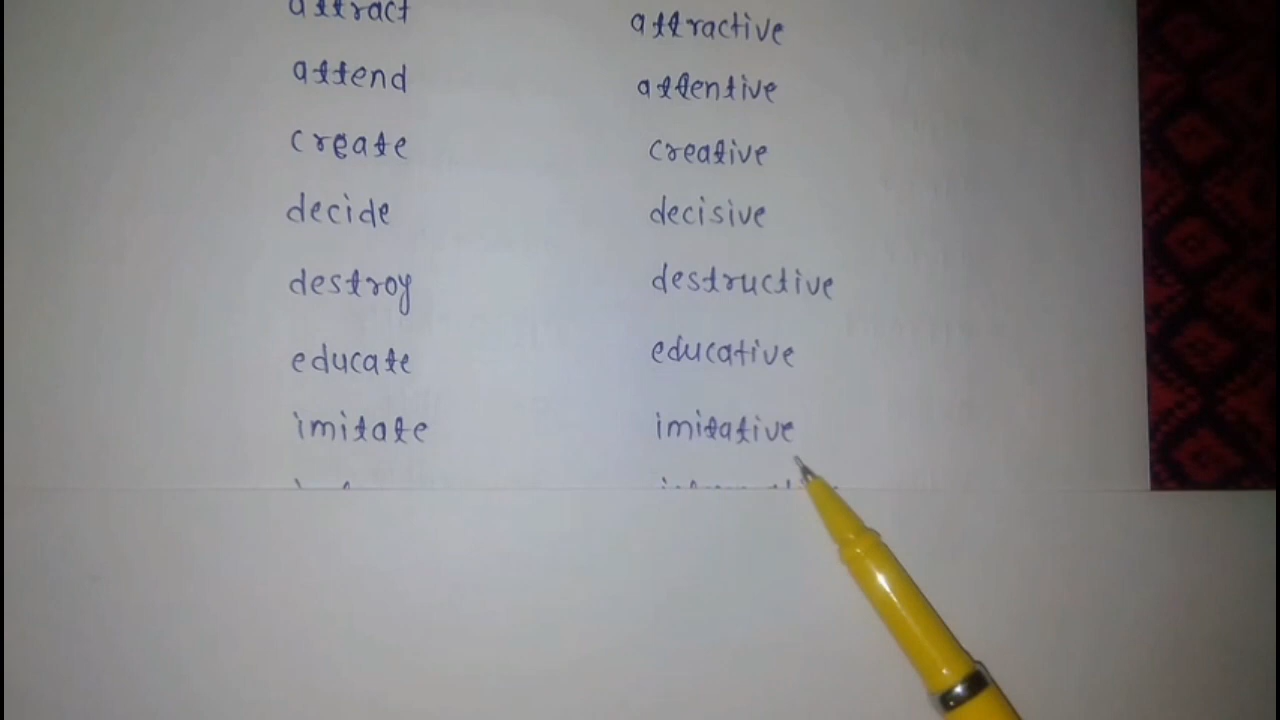 attract attractive
attend attentive
create creative
decide decisive
destroy destructive
educate educative
imitate imitative